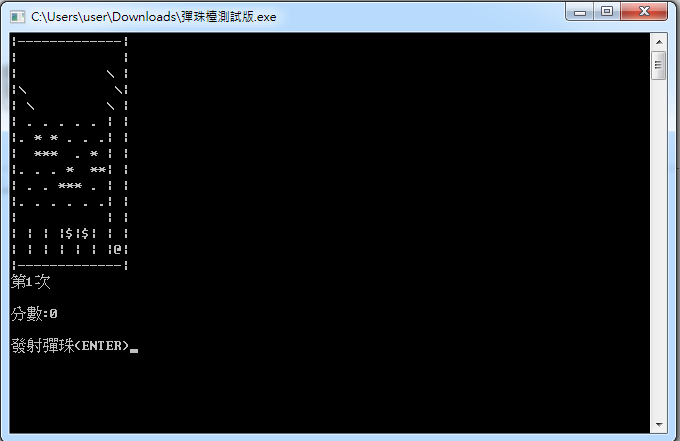 C:\Users\user\Downloads\彈珠檯測試版.exe
¦-------------¦
¦             ¦
¦           \ ¦
¦\           \¦
¦ \         \ ¦
¦ . . . . . ¦ ¦
¦. * * . . .¦ ¦
¦  ***  . * ¦ ¦
¦. . . *  **¦ ¦
¦ . . *** . ¦ ¦
¦. . . . . .¦ ¦
¦           ¦ ¦
¦ ¦ ¦ ¦$¦$¦ ¦ ¦
¦ ¦ ¦ ¦ ¦ ¦ ¦@¦
¦-------------¦
第1次
分數:0
發射彈珠(ENTER)_